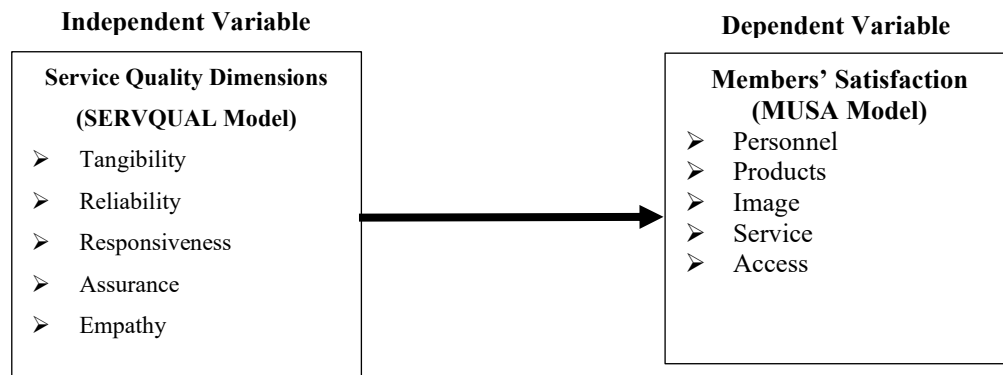 Independent Variable
Service Quality Dimensions
(SERVQUAL Model)
➢ Tangibility
➢ Reliability
➢ Responsiveness
➢ Assurance
➢ Empathy
Dependent Variable
Members’ Satisfaction
(MUSA Model)
➢ Personnel
➢ Products
➢ Image
➢ Service
➢ Access